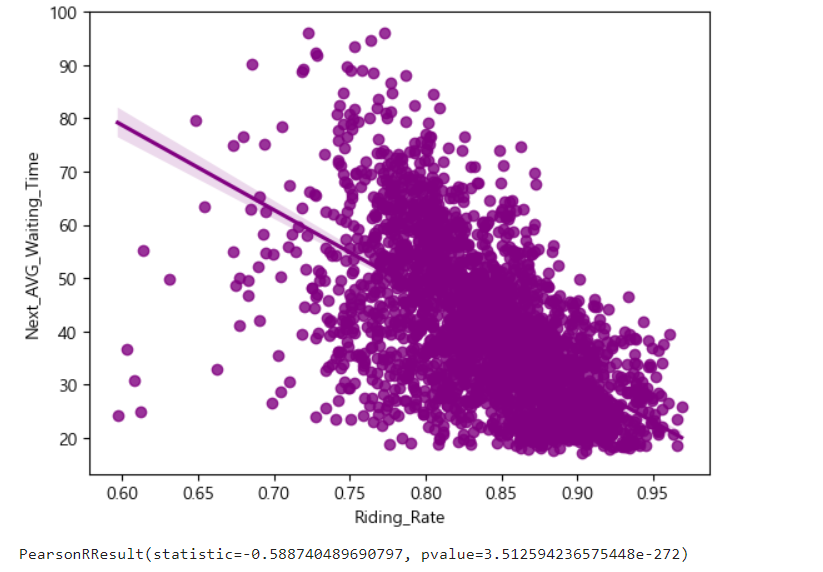 100
90
80
70
60
50
40
30
20
Next_AVG_Waiting_Time
0.60 0.65 0.70 0.75 0.80 0.85 0.90 0.95
Riding_Rate
PearsonRResult(statistic=-0.588740489690797, pvalue=3.512594236575448e-272)